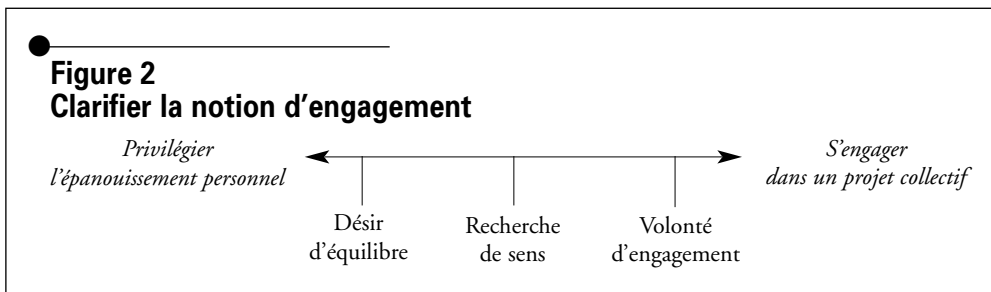 Figure 2
Clarifier la notion d'engagement
Privilégier
l'épanouissement personnel
S'engager
dans un projet collectif
Désir
d'équilibre
Recherche
de sens
Volonté
d'engagement